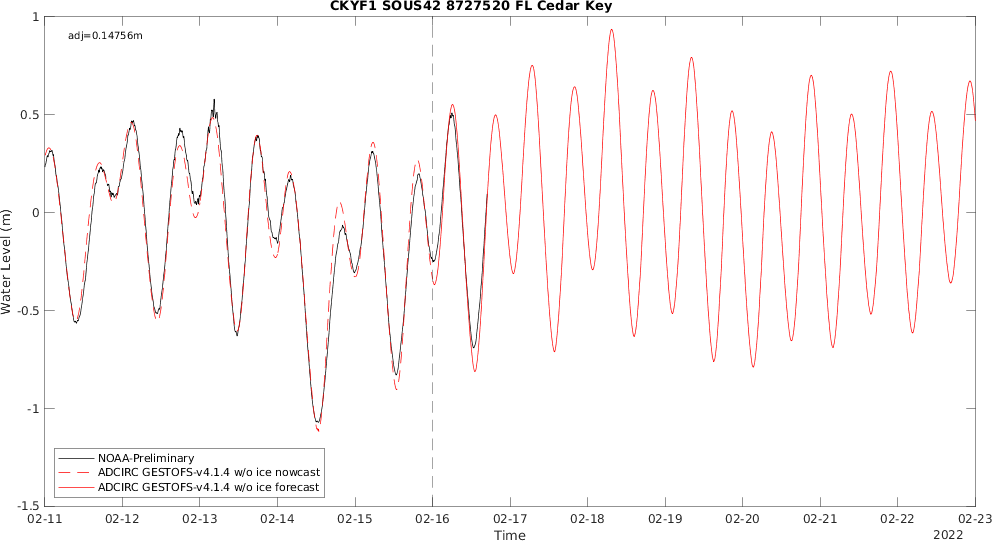 CKYF1 SOUS42 8727520 FL Cedar Key
adj=0.14756m
1
0.5
0
-0.5
-1
-1.5
Water Level (m)
NOAA-Preliminary
ADCIRC GESTOFS-v4.1.4 w/o ice nowcast
ADCIRC GESTOFS-v4.1.4 w/o ice forecast
02-11 02-12 02-13 02-14 02-15 02-16 02-17 02-18 02-19 02-20 02-21 02-22 02-23
Time
2022